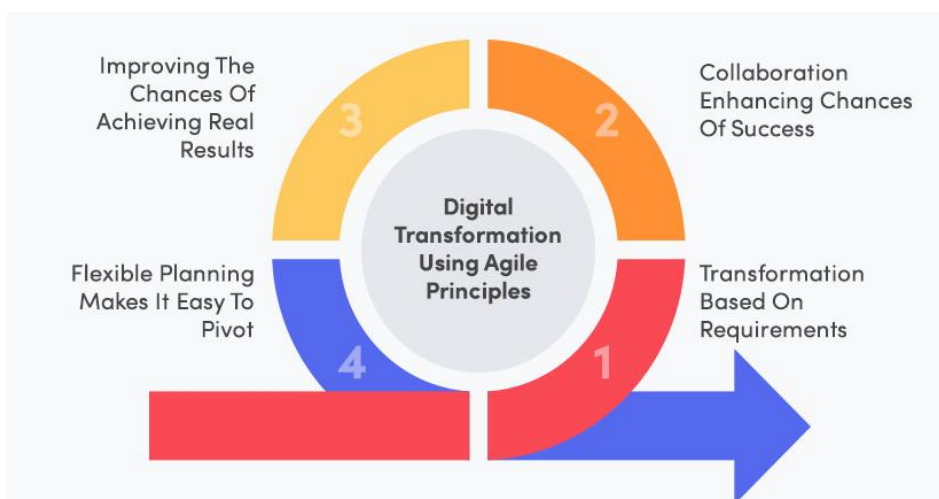 Improving The
Chances Of
Achieving Real
Results
3
2
Collaboration
Enhancing Chances
Of Success
Digital
Transformation
Using Agile
Principles
Flexible Planning
Makes It Easy To
Pivot
4
1
Transformation
Based On
Requirements